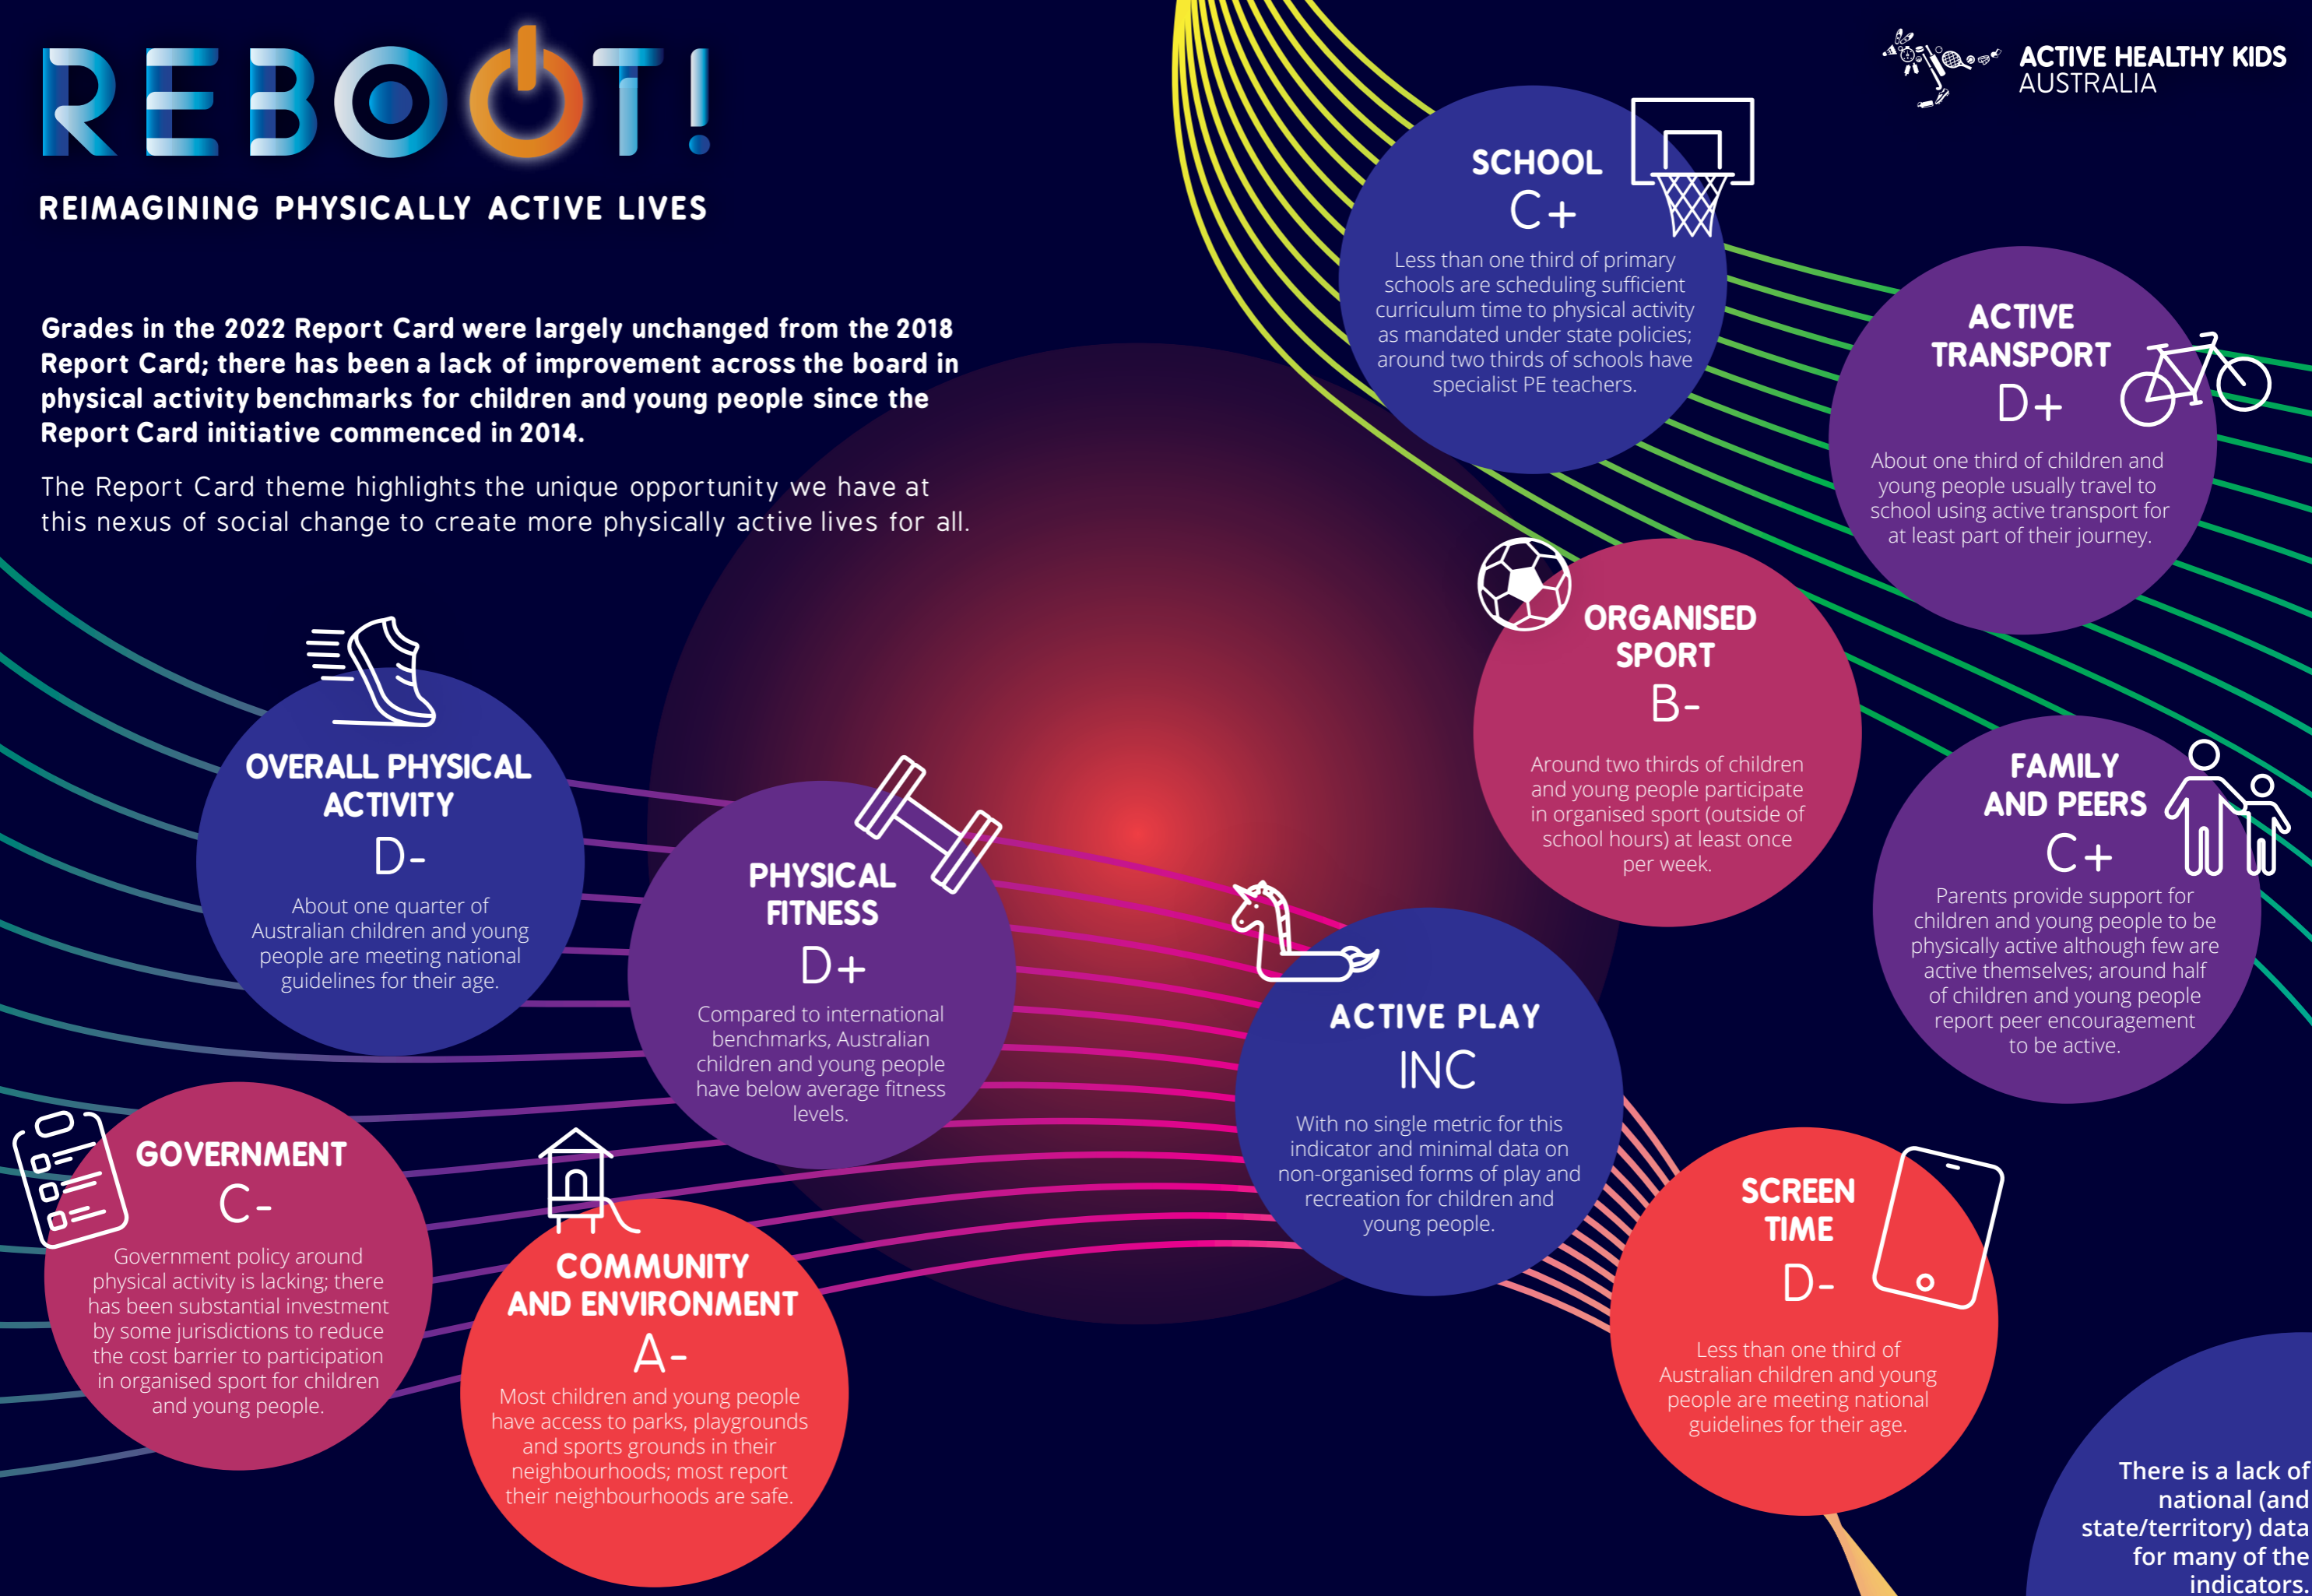 REBOOT!
REIMAGINING PHYSICALLY ACTIVE LIVES
ACTIVE HEALTHY KIDS
AUSTRALIA
Grades in the 2022 Report Card were largely unchanged from the 2018
Report Card; there has been a lack of improvement across the board in
physical activity benchmarks for children and young people since the
Report Card initiative commenced in 2014.
The Report Card theme highlights the unique opportunity we have at
this nexus of social change to create more physically active lives for all.
SCHOOL
C+
Less than one third of primary
schools are scheduling sufficient
curriculum time to physical activity
as mandated under state policies;
around two thirds of schools have
specialist PE teachers.
ACTIVE
TRANSPORT
D+
About one third of children and
young people usually travel to
school using active transport for
at least part of their journey.
ORGANISED
SPORT
B-
Around two thirds of children
and young people participate
in organised sport (outside of
school hours) at least once
per week.
FAMILY
AND PEERS
C+
Parents provide support for
children and young people to be
physically active although few are
active themselves; around half
of children and young people
report peer encouragement
to be active.
OVERALL PHYSICAL
ACTIVITY
D-
About one quarter of
Australian children and young
people are meeting national
guidelines for their age.
PHYSICAL
FITNESS
D+
Compared to international
benchmarks, Australian
children and young people
have below average fitness
levels.
ACTIVE PLAY
INC
With no single metric for this
indicator and minimal data on
non-organised forms of play and
recreation for children and
young people.
GOVERNMENT
C-
Government policy around
physical activity is lacking; there
has been substantial investment
by some jurisdictions to reduce
the cost barrier to participation
in organised sport for children
and young people.
COMMUNITY
AND ENVIRONMENT
A-
Most children and young people
have access to parks, playgrounds
and sports grounds in their
neighbourhoods; most report
their neighbourhoods are safe.
SCREEN
TIME
D-
Less than one third of
Australian children and young
people are meeting national
guidelines for their age.
There is a lack of
national (and
state/territory) data
for many of the
indicators.